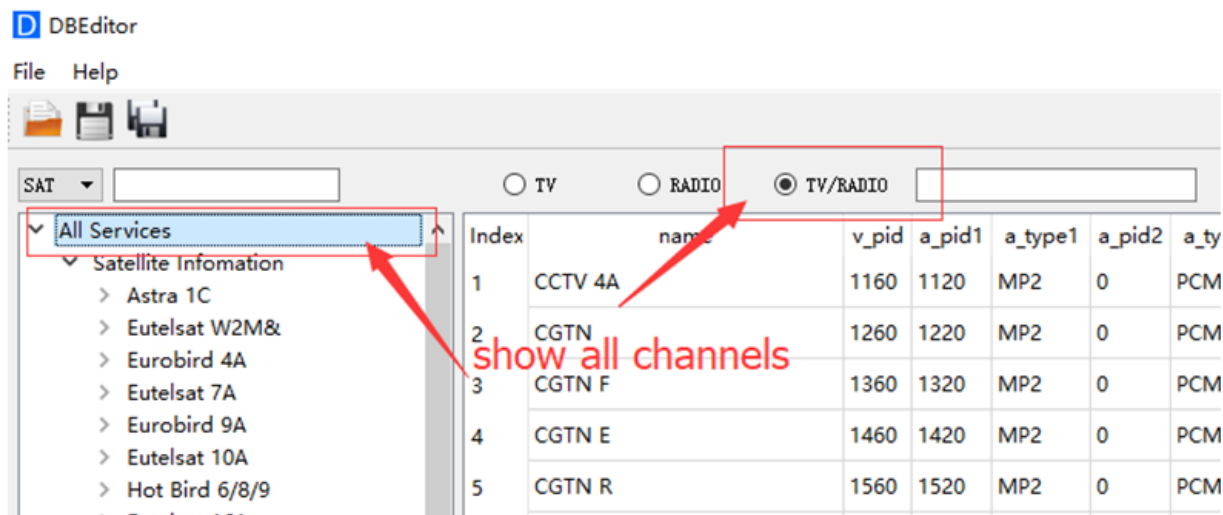 D DBEditor
File Help
SAT TV RADIO TV/RADIO
All Services
Satellite Infomation
Astra 1C
Eutelsat W2M&
Eurobird 4A
Eutelsat 7A
Eurobird 9A
Eutelsat 10A
Hot Bird 6/8/9
Index name v_pid a_pid1 a_type1 a_pid2 a_ty
1 CCTV 4A 1160 1120 MP2 0 PCM
2 CGTN 1260 1220 MP2 0 PCM
show all channels
3 CGTN F 1360 1320 MP2 0 PCM
4 CGTN E 1460 1420 MP2 0 PCM
5 CGTN R 1560 1520 MP2 0 PCM